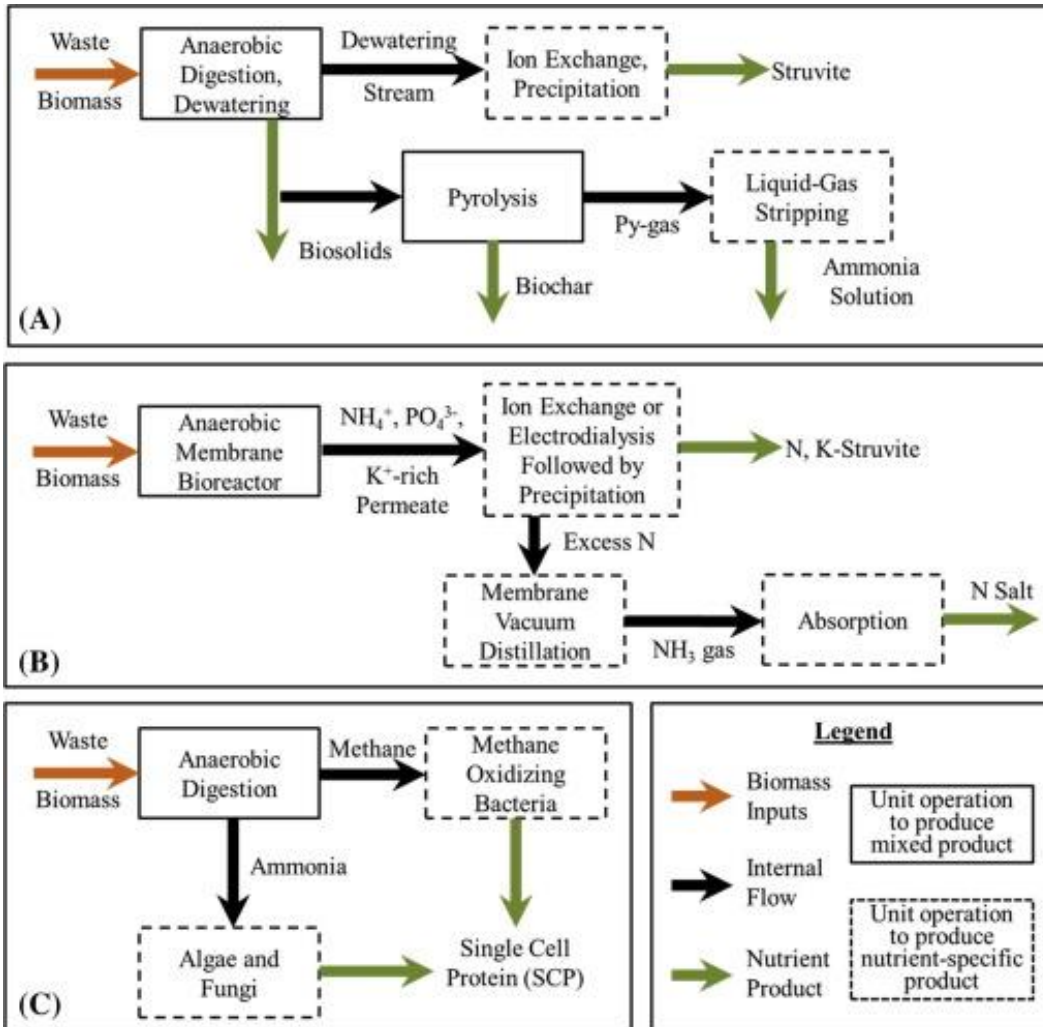 Waste
Biomass
Anaerobic
Digestion,
Dewatering
Dewatering
Stream
Ion Exchange,
Precipitation
Struvite
Biosolids
Pyrolysis
Biochar
Py-gas
Liquid-Gas
Stripping
Ammonia
Solution
(A)
Waste
Biomass
Anaerobic
Membrane
Bioreactor
NH₄⁺, PO₄³⁻,
K⁺-rich
Permeate
Ion Exchange or
Electrodialysis
Followed by
Precipitation
N, K-Struvite
Excess N
Membrane
Vacuum
Distillation
NH₃ gas
Absorption
N Salt
(B)
Waste
Biomass
Anaerobic
Digestion
Methane
Methane
Oxidizing
Bacteria
Ammonia
Algae and
Fungi
Single Cell
Protein (SCP)
(C)
Legend
Biomass
Inputs
Unit operation
to produce
mixed product
Internal
Flow
Nutrient
Product
Unit operation
to produce
nutrient-specific
product